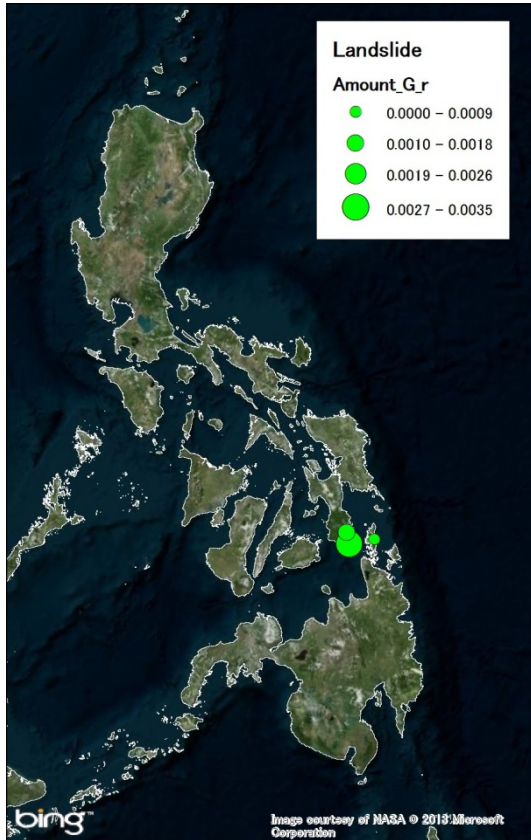 Landslide
Amount_G_r
0.0000 - 0.0009
0.0010 - 0.0018
0.0019 - 0.0026
0.0027 - 0.0035
bing™
Image courtesy of NASA © 2013 Microsoft
Corporation